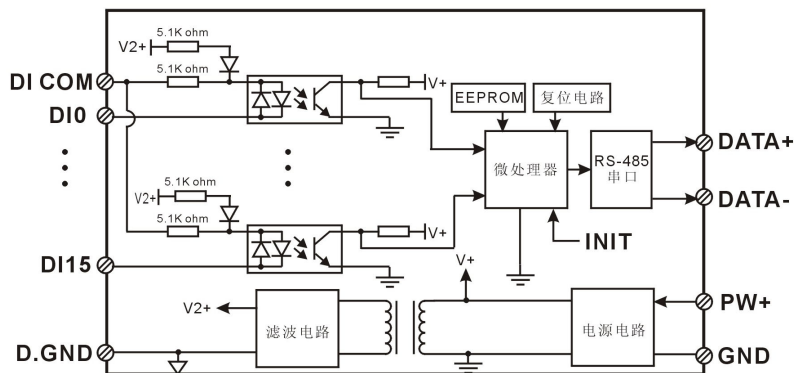 5.1K ohm
V2+
5.1K ohm
DI COM
V+
DI0
EEPROM
复位电路
微处理器
RS-485
串口
DATA+
DATA-
5.1K ohm
V2+
5.1K ohm
V+
INIT
DI15
V+
V2+
滤波电路
电源电路
PW+
D.GND
GND